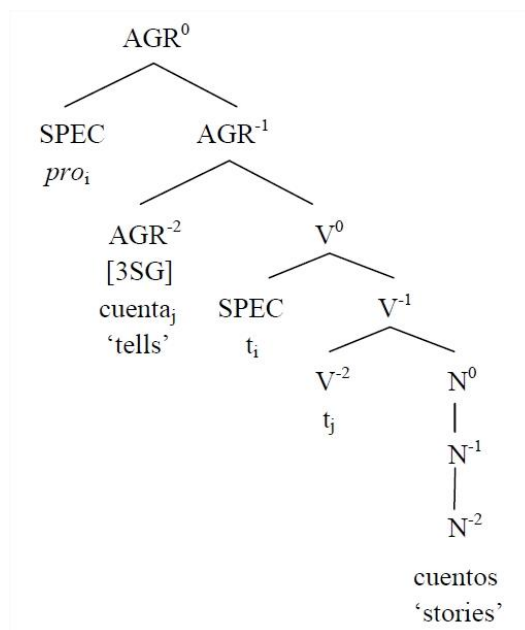 AGR⁰
SPEC AGR⁻¹
proᵢ
AGR⁻² V⁰
[3SG]
cuentaⱼ SPEC V⁻¹
‘tells’ tᵢ
V⁻² N⁰
tⱼ
N⁻¹
N⁻²
cuentos
‘stories’